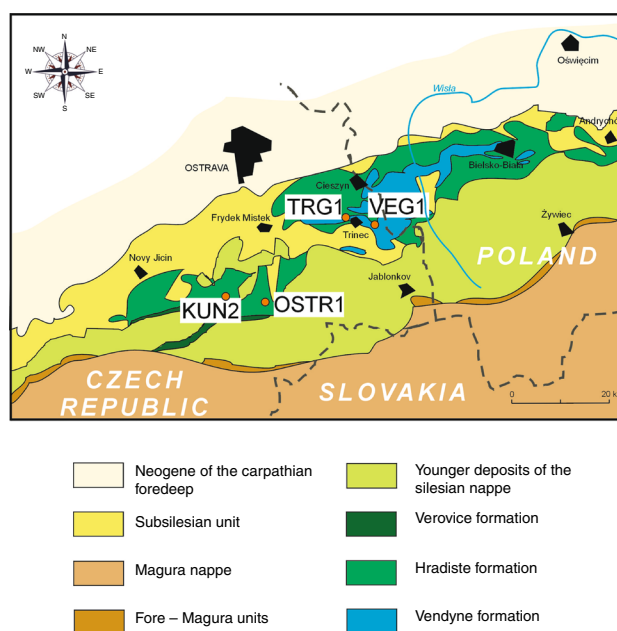 N
NW
NE
W
E
SW
SE
S
Oświęcim
Wisła
Andrychó
OSTRAVA
Bielsko-Biała
Cieszyn
TRG1
VEG1
Frydek Mistek
Trinec
Żywiec
POLAND
Novy Jicin
Jablonkov
KUN2
OSTR1
CZECH
REPUBLIC
SLOVAKIA
0
20 k
Neogene of the carpathian
foredeep
Subsilesian unit
Magura nappe
Fore – Magura units
Younger deposits of the
silesian nappe
Verovice formation
Hradiste formation
Vendyne formation